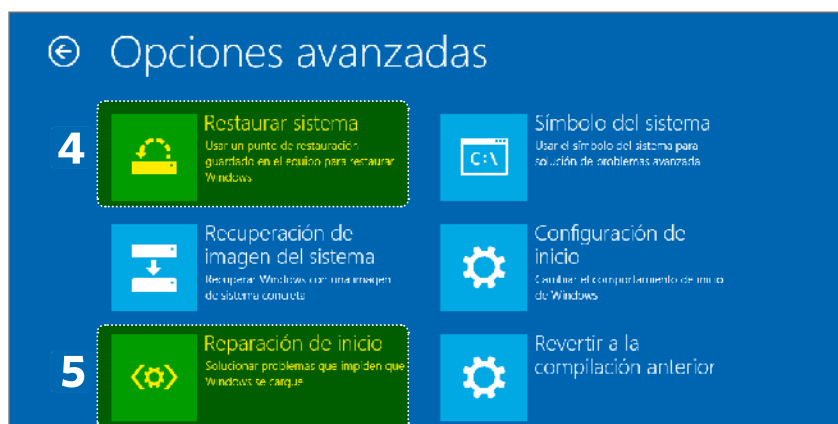 Opciones avanzadas
4
Restaurar sistema
Usar un punto de restauración
guardado en el equipo para restaurar
Windows
Símbolo del sistema
Usar el símbolo del sistema para
solución de problemas avanzada
C:\
Recuperación de
imagen del sistema
Recuperar Windows con una imagen
de sistema concreta
Configuración de
inicio
Cambiar el comportamiento de inicio
de Windows
5
Reparación de inicio
Solucionar problemas que impiden que
Windows se cargue
Revertir a la
compilación anterior